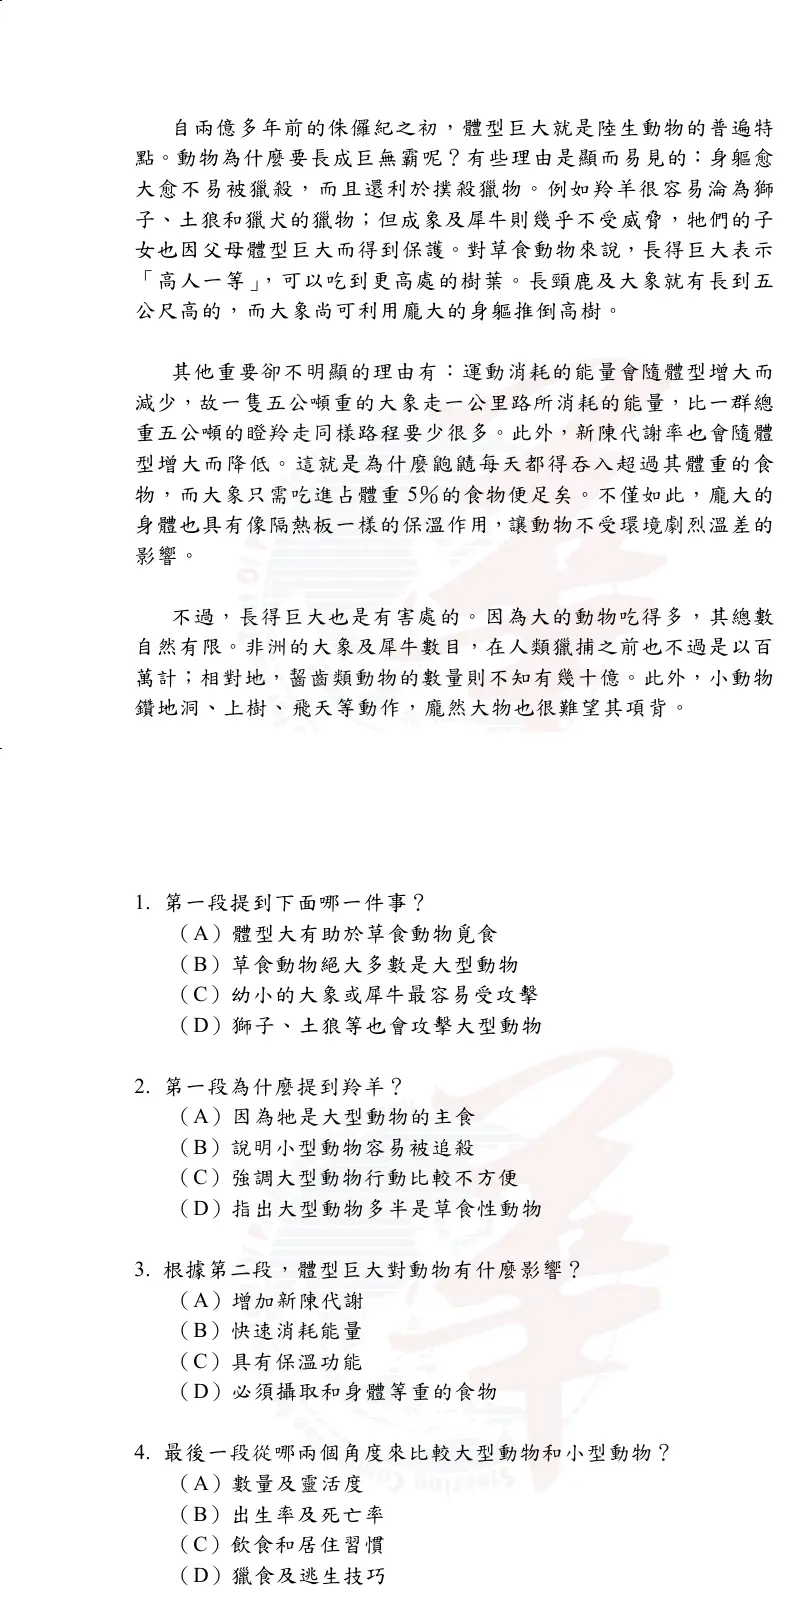 自兩億多年前的侏儸紀之初，體型巨大就是陸生動物的普遍特
點。動物為什麼要長成巨無霸呢？有些理由是顯而易見的：身軀愈
大愈不易被獵殺，而且還利於撲殺獵物。例如羚羊很容易淪為獅
子、土狼和獵犬的獵物；但成象及犀牛則幾乎不受威脅，牠們的子
女也因父母體型巨大而得到保護。對草食動物來說，長得巨大表示
「高人一等」，可以吃到更高處的樹葉。長頸鹿及大象就有長到五
公尺高的，而大象尚可利用龐大的身軀推倒高樹。
其他重要卻不明顯的理由有：運動消耗的能量會隨體型增大而
減少，故一隻五公噸重的大象走一公里路所消耗的能量，比一群總
重五公噸的瞪羚走同樣路程要少很多。此外，新陳代謝率也會隨體
型增大而降低。這就是為什麼鼩鼱每天都得吞入超過其體重的食
物，而大象只需吃進占體重 5%的食物便足矣。不僅如此，龐大的
身體也具有像隔熱板一樣的保溫作用，讓動物不受環境劇烈溫差的
影響。
不過，長得巨大也是有害處的。因為大的動物吃得多，其總數
自然有限。非洲的大象及犀牛數目，在人類獵捕之前也不過是以百
萬計；相對地，齧齒類動物的數量則不知有幾十億。此外，小動物
鑽地洞、上樹、飛天等動作，龐然大物也很難望其項背。
1. 第一段提到下面哪一件事？
（A）體型大有助於草食動物覓食
（B）草食動物絕大多數是大型動物
（C）幼小的大象或犀牛最容易受攻擊
（D）獅子、土狼等也會攻擊大型動物
2. 第一段為什麼提到羚羊？
（A）因為牠是大型動物的主食
（B）說明小型動物容易被追殺
（C）強調大型動物行動比較不方便
（D）指出大型動物多半是草食性動物
3. 根據第二段，體型巨大對動物有什麼影響？
（A）增加新陳代謝
（B）快速消耗能量
（C）具有保溫功能
（D）必須攝取和身體等重的食物
4. 最後一段從哪兩個角度來比較大型動物和小型動物？
（A）數量及靈活度
（B）出生率及死亡率
（C）飲食和居住習慣
（D）獵食及逃生技巧